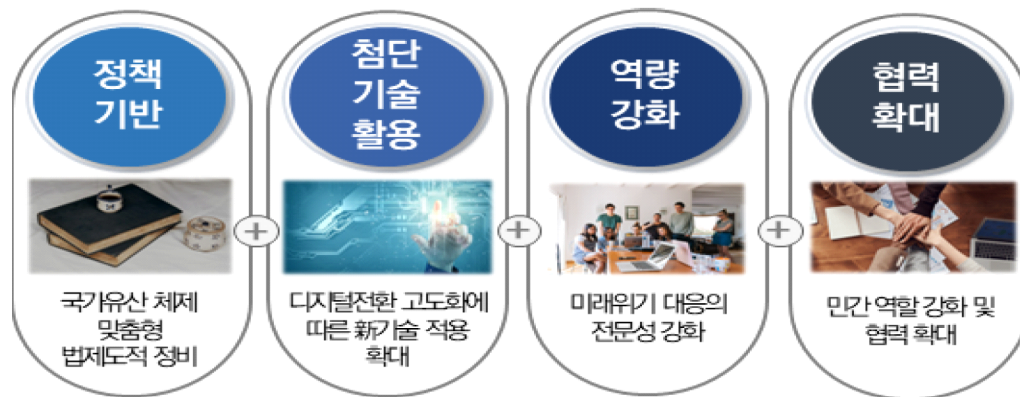 정책
기반
국가유산 체제
맞춤형
법제도적 정비
첨단
기술
활용
디지털전환 고도화에
따른 新기술 적용
확대
역량
강화
미래위기 대응의
전문성 강화
협력
확대
민간 역할 강화 및
협력 확대